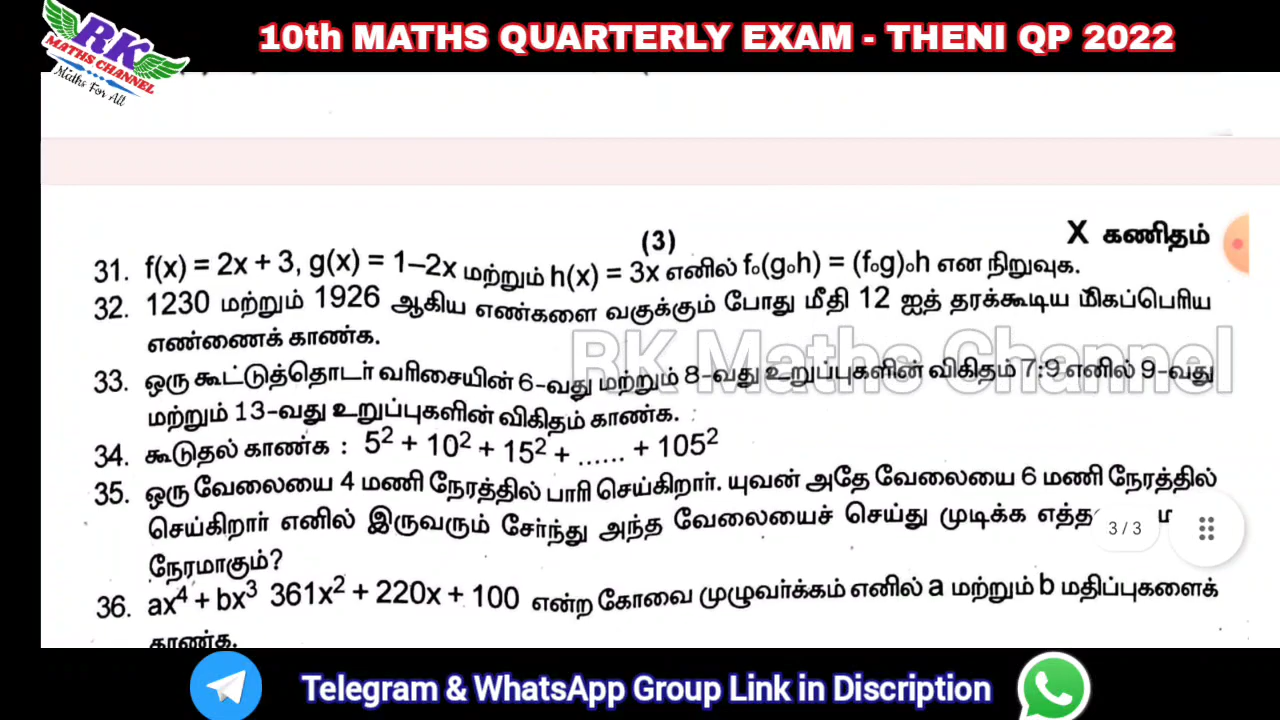 10th MATHS QUARTERLY EXAM - THENI QP 2022
RK
MATHS CHANNEL
Maths For All
(3)
X கணிதம்
31. f(x) = 2x + 3, g(x) = 1–2x மற்றும் h(x) = 3x எனில் f∘(g∘h) = (f∘g)∘h என நிறுவுக.
32. 1230 மற்றும் 1926 ஆகிய எண்களை வகுக்கும் போது மீதி 12 ஐத் தரக்கூடிய மிகப்பெரிய
எண்ணைக் காண்க.
RK Maths Channel
33. ஒரு கூட்டுத்தொடர் வரிசையின் 6-வது மற்றும் 8-வது உறுப்புகளின் விகிதம் 7:9 எனில் 9-வது
மற்றும் 13-வது உறுப்புகளின் விகிதம் காண்க.
34. கூடுதல் காண்க : 5² + 10² + 15² + ...... + 105²
35. ஒரு வேலையை 4 மணி நேரத்தில் பாரி செய்கிறார். யுவன் அதே வேலையை 6 மணி நேரத்தில்
செய்கிறார் எனில் இருவரும் சேர்ந்து அந்த வேலையைச் செய்து முடிக்க
நேரமாகும்?
3 / 3
36. ax⁴ + bx³ 361x² + 220x + 100 என்ற கோவை முழுவர்க்கம் எனில் a மற்றும் b மதிப்புகளைக்
காண்க.
Telegram & WhatsApp Group Link in Discription